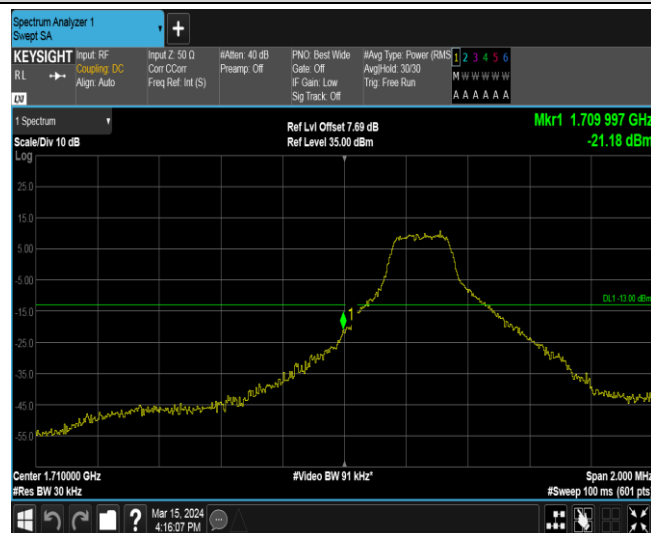 Spectrum Analyzer 1
Swept SA
+
KEYSIGHT
RL
LXI
Input: RF
Coupling: DC
Align: Auto
Input Z: 50 Ω
Corr CCorr
Freq Ref: Int (S)
#Atten: 40 dB
Preamp: Off
PNO: Best Wide
Gate: Off
IF Gain: Low
Sig Track: Off
#Avg Type: Power (RMS
Avg|Hold: 30/30
Trig: Free Run
1 2 3 4 5 6
M W W W W W
A A A A A A
1 Spectrum
Scale/Div 10 dB
Log
Ref Lvl Offset 7.69 dB
Ref Level 35.00 dBm
Mkr1 1.709 997 GHz
-21.18 dBm
25.0
15.0
5.00
-5.00
DL1 -13.00 dBm
-15.0
1
-25.0
-35.0
-45.0
-55.0
Center 1.710000 GHz
#Video BW 91 kHz*
Span 2.000 MHz
#Res BW 30 kHz
#Sweep 100 ms (601 pts)
?
Mar 15, 2024
4:16:07 PM